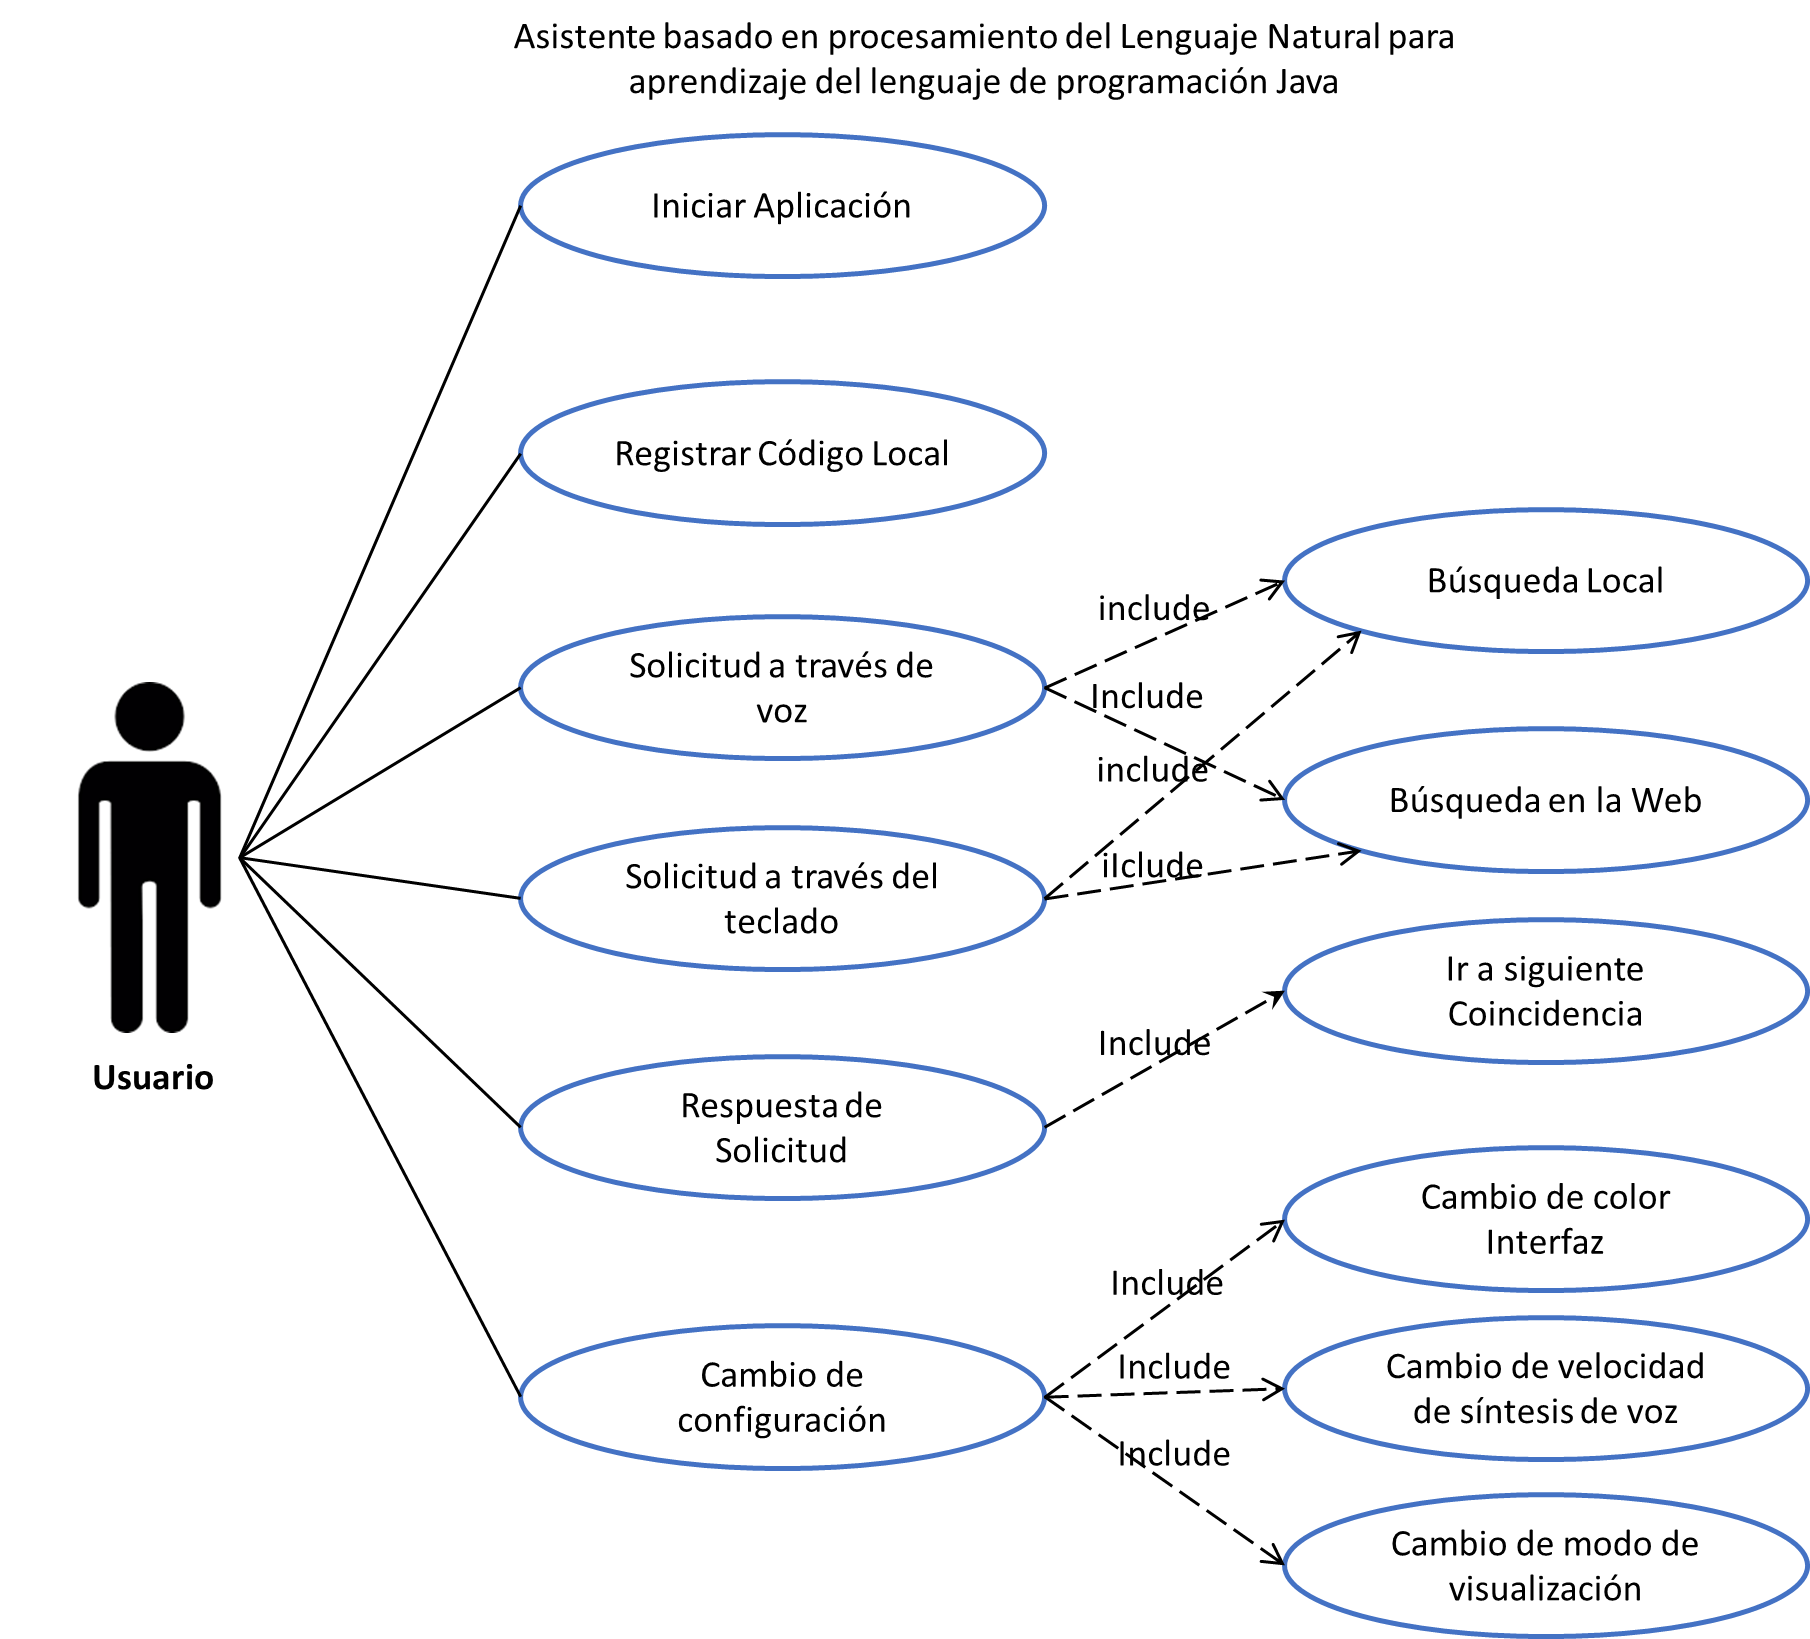 Asistente basado en procesamiento del Lenguaje Natural para
aprendizaje del lenguaje de programación Java
Iniciar Aplicación
Registrar Código Local
Solicitud a través de
voz
Solicitud a través del
teclado
Respuesta de
Solicitud
Cambio de
configuración
Usuario
include
Include
include
ilclude
Include
Include
Include
Include
Búsqueda Local
Búsqueda en la Web
Ir a siguiente
Coincidencia
Cambio de color
Interfaz
Cambio de velocidad
de síntesis de voz
Cambio de modo de
visualización